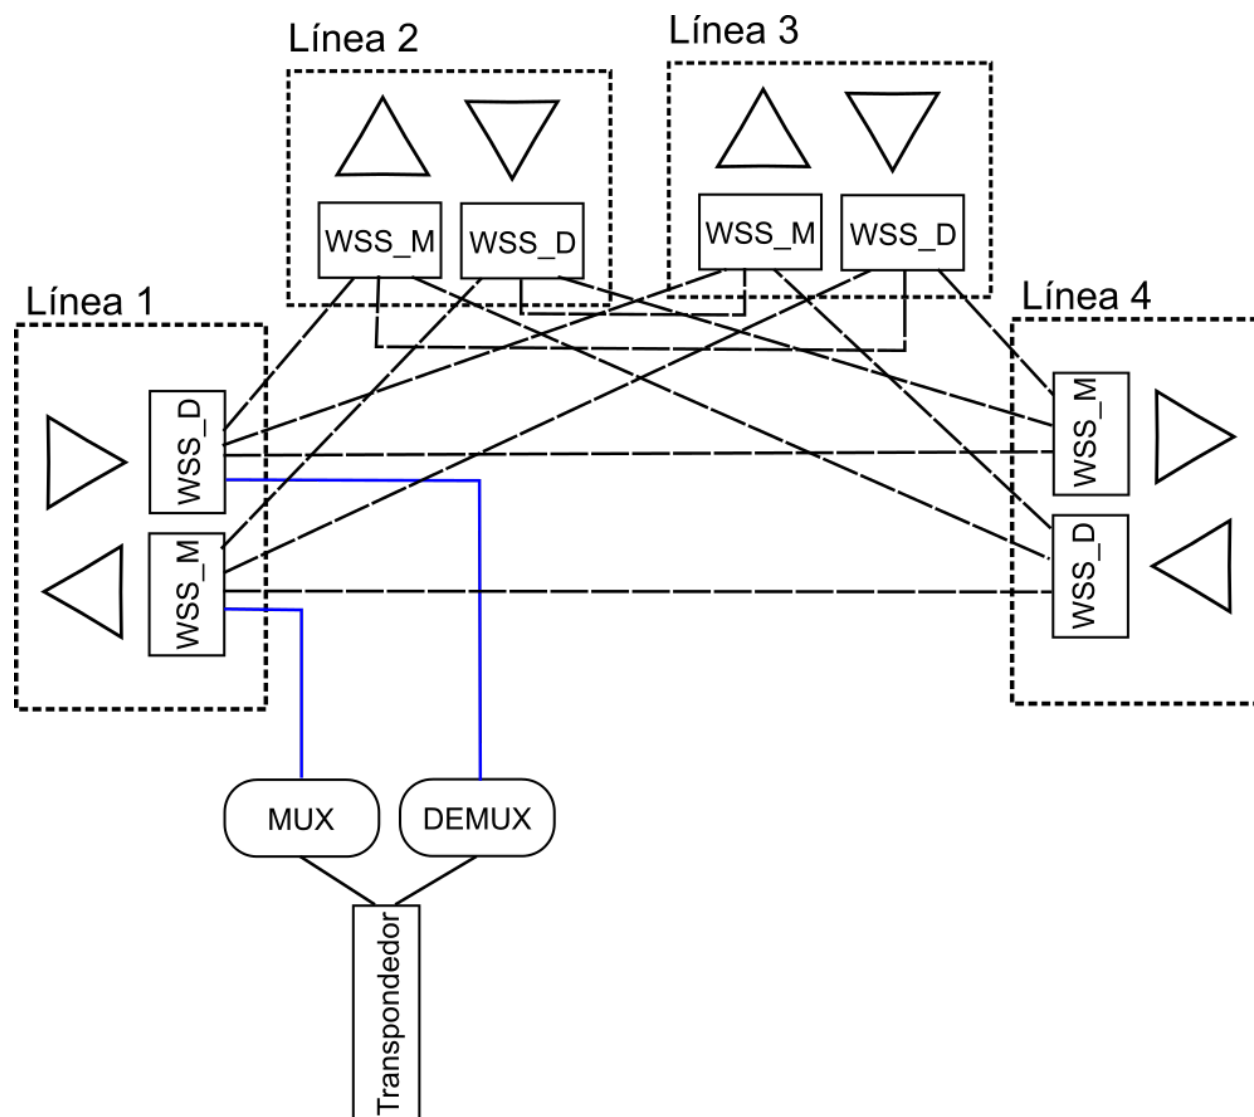 Línea 2
Línea 3
WSS_M
WSS_D
WSS_M
WSS_D
Línea 1
Línea 4
WSS_D
WSS_M
WSS_M
WSS_D
MUX
DEMUX
Transpondedor